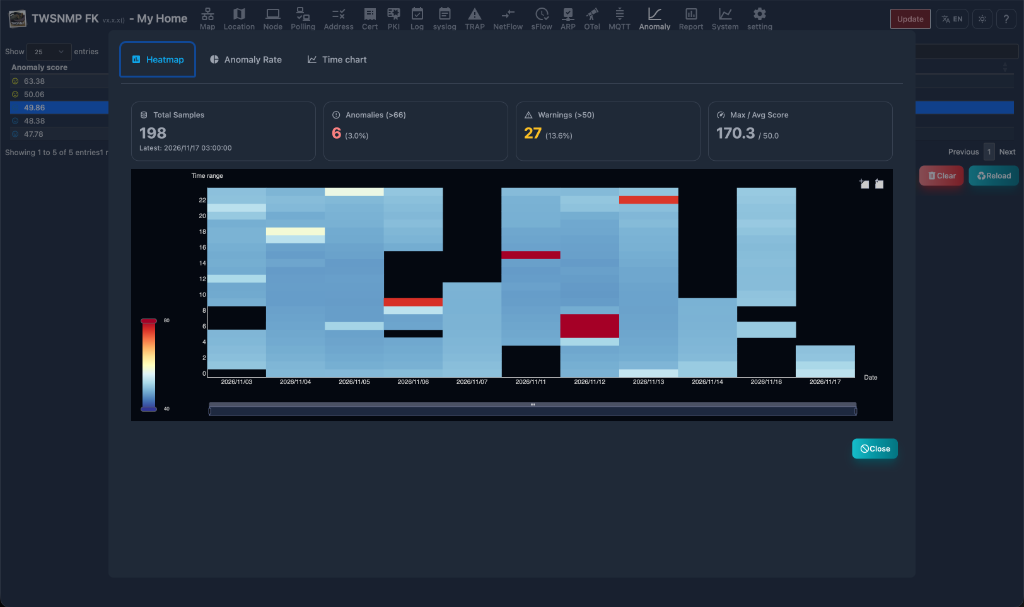 TWSNMP FK - My Home
Map Location Node Polling Address Cert PKI Log syslog TRAP NetFlow sFlow ARP OTel MQTT Anomaly Report System setting
Update
EN
?
Show 25 entries
Anomaly score
63.38
50.06
49.86
48.38
47.78
Showing 1 to 5 of 5 entries
Previous 1 Next
Clear
Reload
Heatmap
Anomaly Rate
Time chart
Total Samples
198
Latest: 2026/11/17 03:00:00
Anomalies (>66)
6 (3.0%)
Warnings (>50)
27 (13.6%)
Max / Avg Score
170.3 / 50.0
Time range
22
20
18
16
14
12
10
8
6
4
2
0
80
40
2026/11/03 2026/11/04 2026/11/05 2026/11/06 2026/11/07 2026/11/11 2026/11/12 2026/11/13 2026/11/14 2026/11/16 2026/11/17
Date
Close